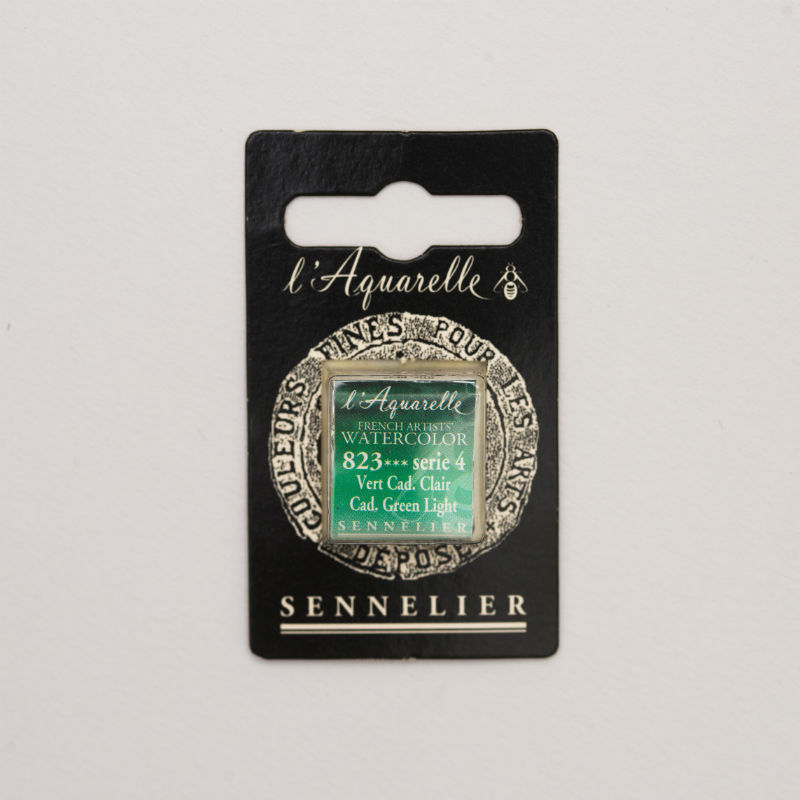 l'Aquarelle
COULEURS FINES POUR LES ARTS
DÉPOSÉ
l'Aquarelle
FRENCH ARTISTS'
WATERCOLOR
823*** serie 4
Vert Cad. Clair
Cad. Green Light
SENNELIER
SENNELIER